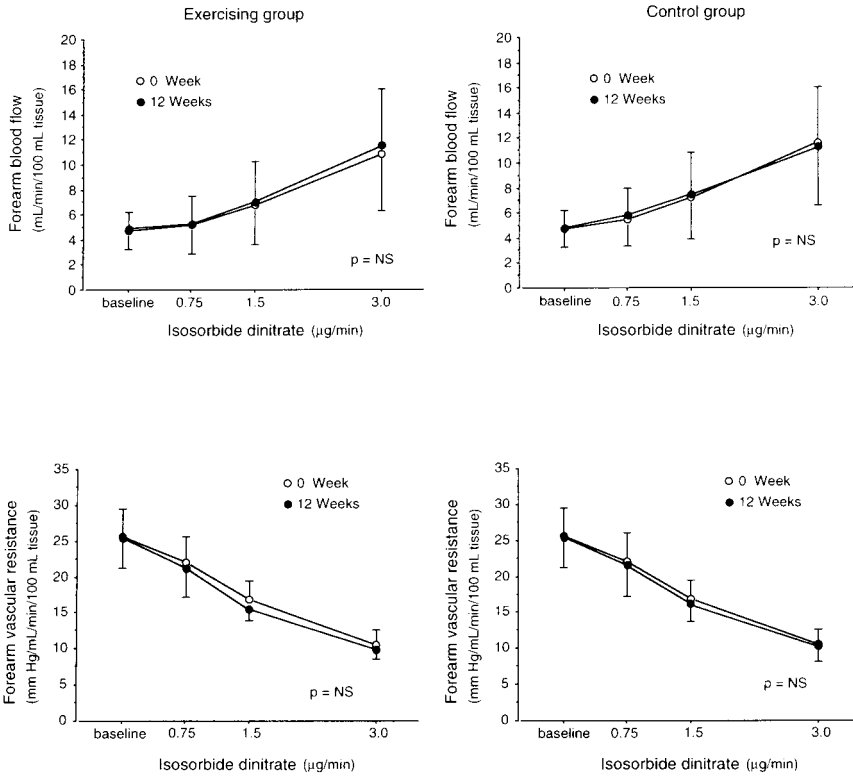 Exercising group
Forearm blood flow
(mL/min/100 mL tissue)
20
18
16
14
12
10
8
6
4
2
0
0 Week
12 Weeks
p = NS
baseline 0.75 1.5 3.0
Isosorbide dinitrate (μg/min)
Control group
Forearm blood flow
(mL/min/100 mL tissue)
20
18
16
14
12
10
8
6
4
2
0
0 Week
12 Weeks
p = NS
baseline 0.75 1.5 3.0
Isosorbide dinitrate (μg/min)
Forearm vascular resistance
(mm Hg/mL/min/100 mL tissue)
35
30
25
20
15
10
5
0
0 Week
12 Weeks
p = NS
baseline 0.75 1.5 3.0
Isosorbide dinitrate (μg/min)
Forearm vascular resistance
(mm Hg/mL/min/100 mL tissue)
35
30
25
20
15
10
5
0
0 Week
12 Weeks
p = NS
baseline 0.75 1.5 3.0
Isosorbide dinitrate (μg/min)